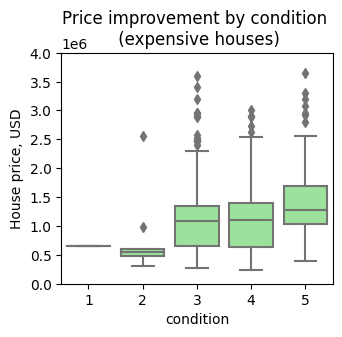 Price improvement by condition
(expensive houses)
1e6
4.0
3.5
3.0
2.5
2.0
1.5
1.0
0.5
0.0
House price, USD
1 2 3 4 5
condition